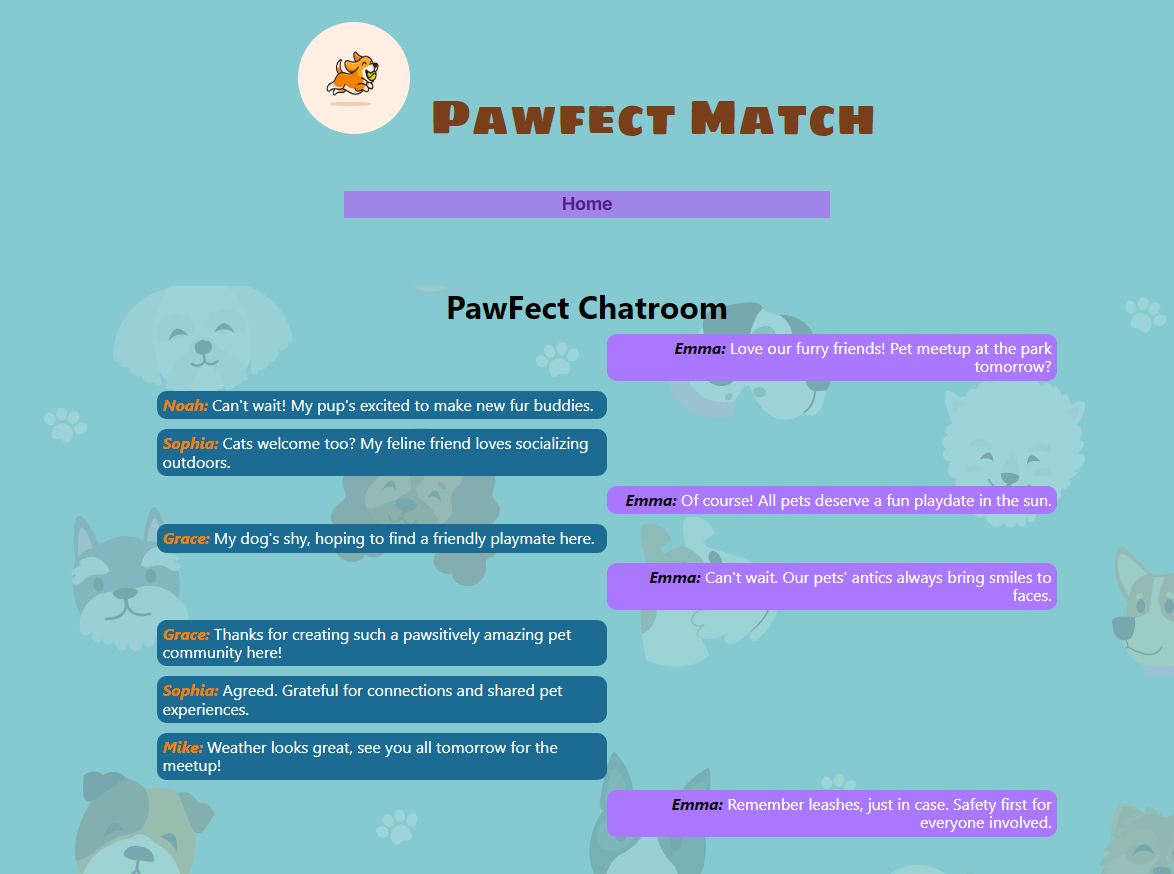 Pawfect Match
Home
PawFect Chatroom
Emma: Love our furry friends! Pet meetup at the park
tomorrow?
Noah: Can't wait! My pup's excited to make new fur buddies.
Sophia: Cats welcome too? My feline friend loves socializing
outdoors.
Emma: Of course! All pets deserve a fun playdate in the sun.
Grace: My dog's shy, hoping to find a friendly playmate here.
Emma: Can't wait. Our pets' antics always bring smiles to
faces.
Grace: Thanks for creating such a pawsitively amazing pet
community here!
Sophia: Agreed. Grateful for connections and shared pet
experiences.
Mike: Weather looks great, see you all tomorrow for the
meetup!
Emma: Remember leashes, just in case. Safety first for
everyone involved.